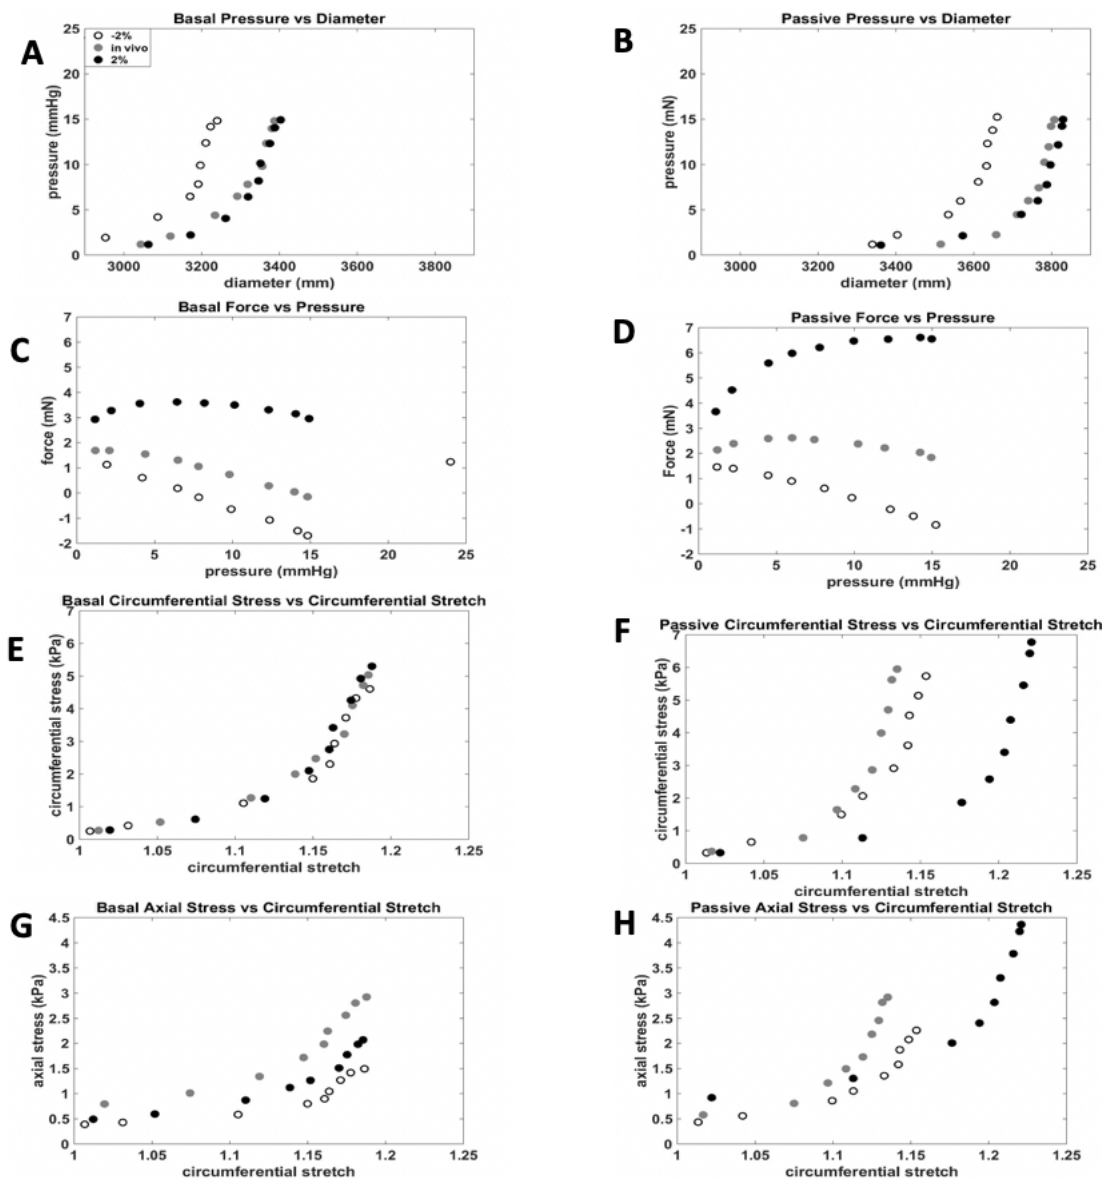 Basal Pressure vs Diameter
A
-2%
in vivo
2%
25
20
15
10
5
0
pressure (mmHg)
3000 3200 3400 3600 3800
diameter (mm)
Passive Pressure vs Diameter
B
25
20
15
10
5
0
pressure (mN)
3000 3200 3400 3600 3800
diameter (mm)
Basal Force vs Pressure
C
7
6
5
4
3
2
1
0
-1
-2
force (mN)
0 5 10 15 20 25
pressure (mmHg)
Passive Force vs Pressure
D
7
6
5
4
3
2
1
0
-1
-2
Force (mN)
0 5 10 15 20 25
pressure (mmHg)
Basal Circumferential Stress vs Circumferential Stretch
E
7
6
5
4
3
2
1
0
circumferential stress (kPa)
1 1.05 1.1 1.15 1.2 1.25
circumferential stretch
Passive Circumferential Stress vs Circumferential Stretch
F
7
6
5
4
3
2
1
0
circumferential stress (kPa)
1 1.05 1.1 1.15 1.2 1.25
circumferential stretch
Basal Axial Stress vs Circumferential Stretch
G
4.5
4
3.5
3
2.5
2
1.5
1
0.5
0
axial stress (kPa)
1 1.05 1.1 1.15 1.2 1.25
circumferential stretch
Passive Axial Stress vs Circumferential Stretch
H
4.5
4
3.5
3
2.5
2
1.5
1
0.5
0
axial stress (kPa)
1 1.05 1.1 1.15 1.2 1.25
circumferential stretch